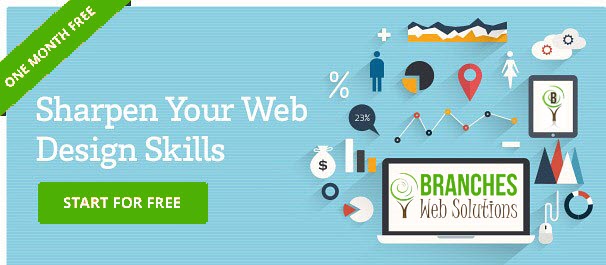 ONE MONTH FREE
Sharpen Your Web
Design Skills
START FOR FREE
%
23%
$
B
BRANCHES
Web Solutions